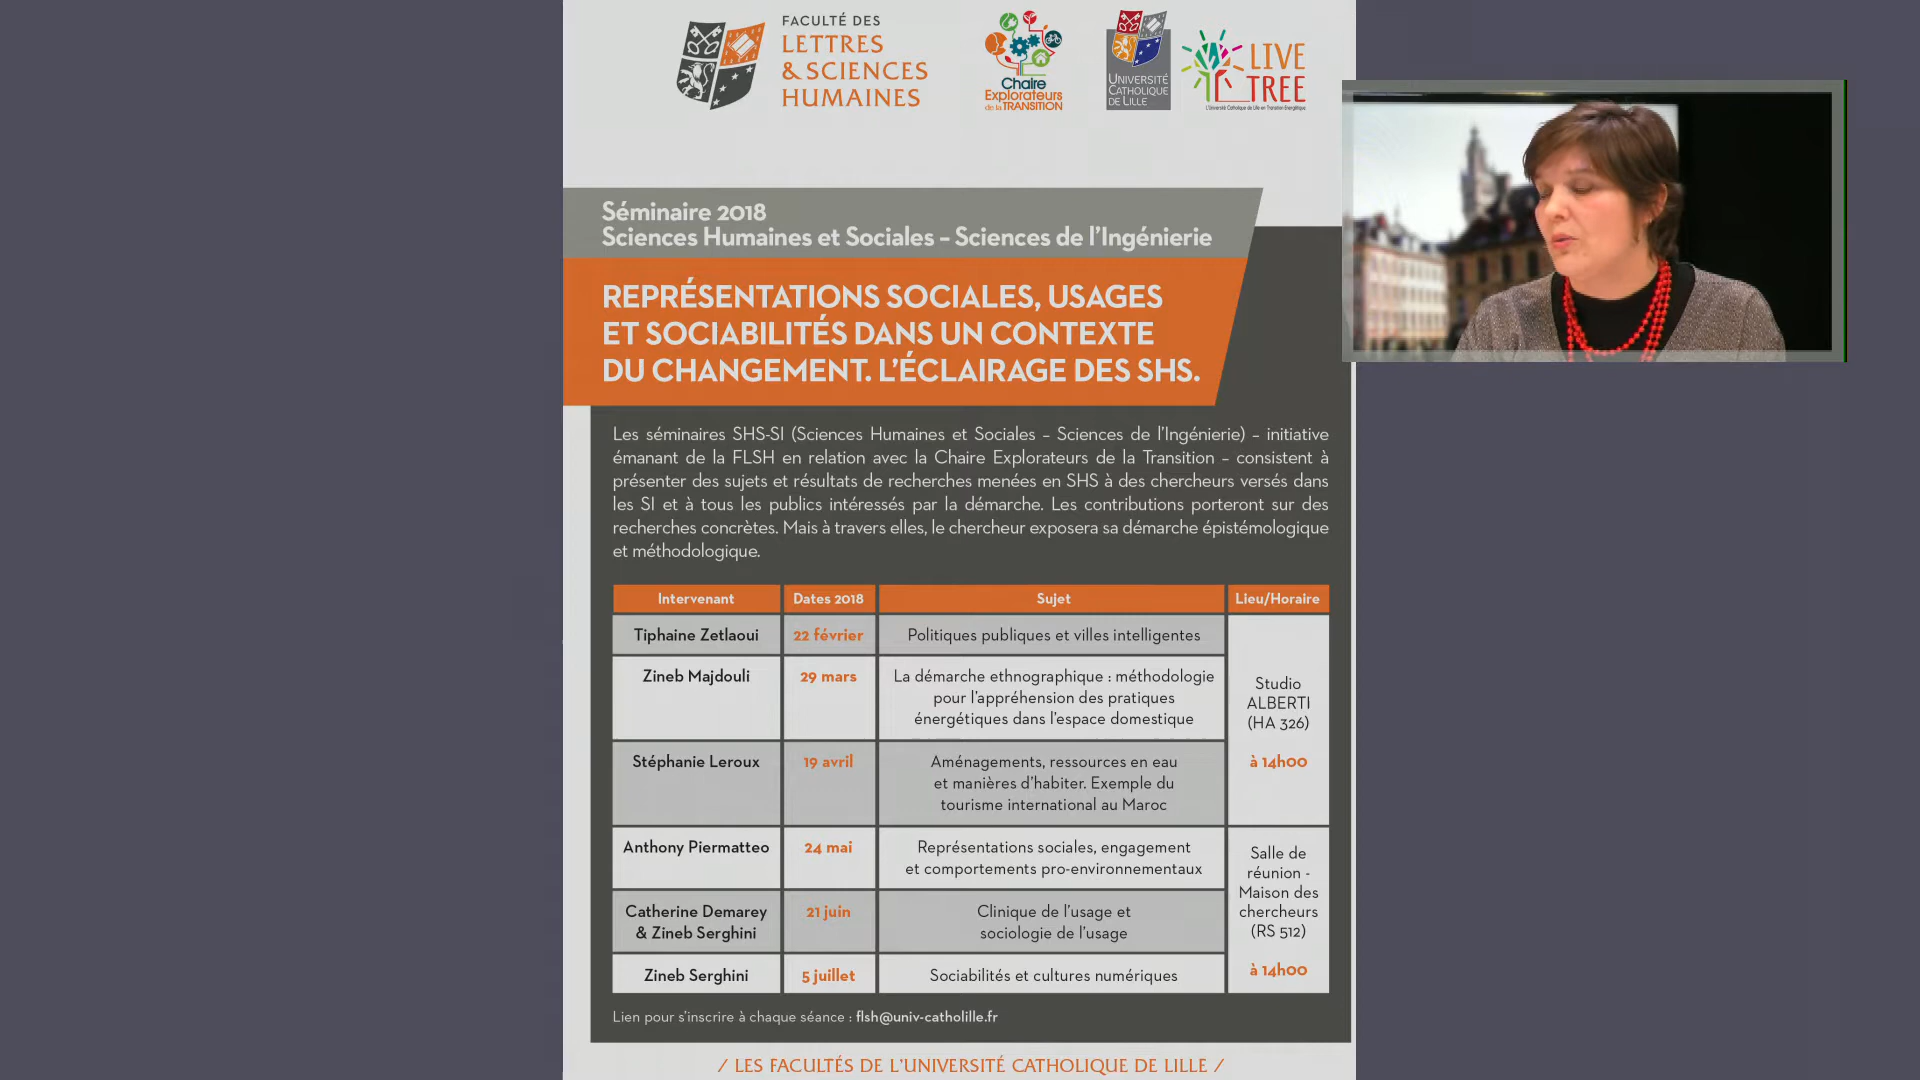 FACULTÉ DES
LETTRES
& SCIENCES
HUMAINES
Chaire
Explorateurs
de la TRANSITION
UNIVERSITÉ
CATHOLIQUE
DE LILLE
LIVE
TREE
L'Université Catholique de Lille en Transition Énergétique
Séminaire 2018
Sciences Humaines et Sociales – Sciences de l'Ingénierie
REPRÉSENTATIONS SOCIALES, USAGES
ET SOCIABILITÉS DANS UN CONTEXTE
DU CHANGEMENT. L'ÉCLAIRAGE DES SHS.
Les séminaires SHS-SI (Sciences Humaines et Sociales – Sciences de l'Ingénierie) – initiative
émanant de la FLSH en relation avec la Chaire Explorateurs de la Transition – consistent à
présenter des sujets et résultats de recherches menées en SHS à des chercheurs versés dans
les SI et à tous les publics intéressés par la démarche. Les contributions porteront sur des
recherches concrètes. Mais à travers elles, le chercheur exposera sa démarche épistémologique
et méthodologique.
Intervenant Dates 2018 Sujet Lieu/Horaire
Tiphaine Zetlaoui 22 février Politiques publiques et villes intelligentes
Zineb Majdouli 29 mars La démarche ethnographique : méthodologie
pour l'appréhension des pratiques
énergétiques dans l'espace domestique
Studio
ALBERTI
(HA 326)
à 14h00
Stéphanie Leroux 19 avril Aménagements, ressources en eau
et manières d'habiter. Exemple du
tourisme international au Maroc
Anthony Piermatteo 24 mai Représentations sociales, engagement
et comportements pro-environnementaux
Salle de
réunion -
Maison des
chercheurs
(RS 512)
à 14h00
Catherine Demarey
& Zineb Serghini
21 juin
Clinique de l'usage et
sociologie de l'usage
Zineb Serghini 5 juillet Sociabilités et cultures numériques
Lien pour s'inscrire à chaque séance : flsh@univ-catholille.fr
/ LES FACULTÉS DE L'UNIVERSITÉ CATHOLIQUE DE LILLE /